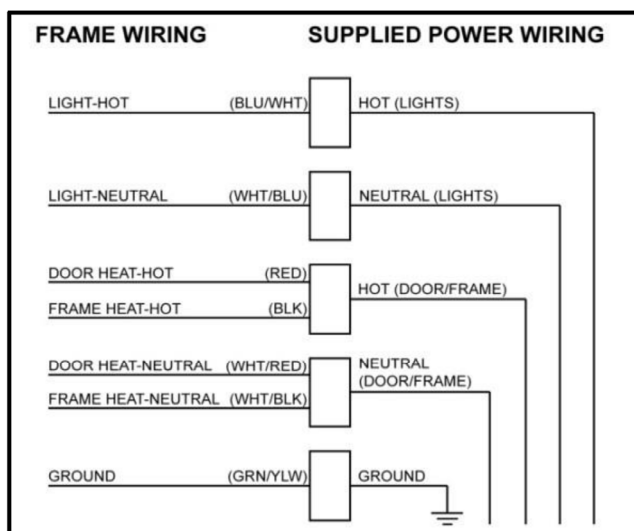 FRAME WIRING SUPPLIED POWER WIRING
LIGHT-HOT (BLU/WHT) HOT (LIGHTS)
LIGHT-NEUTRAL (WHT/BLU) NEUTRAL (LIGHTS)
DOOR HEAT-HOT (RED)
HOT (DOOR/FRAME)
FRAME HEAT-HOT (BLK)
DOOR HEAT-NEUTRAL (WHT/RED) NEUTRAL
(DOOR/FRAME)
FRAME HEAT-NEUTRAL (WHT/BLK)
GROUND (GRN/YLW) GROUND